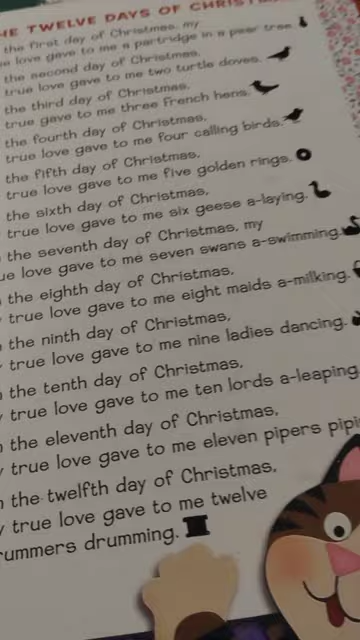 HE TWELVE DAYS OF CHRIST
the first day of Christmas, my
ue love gave to me a partridge in a pear tree.
the second day of Christmas,
true love gave to me two turtle doves.
the third day of Christmas,
true gave to me three French hens.
the fourth day of Christmas,
true love gave to me four calling birds.
the fifth day of Christmas,
true love gave to me five golden rings.
the sixth day of Christmas,
true love gave to me six geese a-laying.
the seventh day of Christmas, my
ue love gave to me seven swans a-swimming.
the eighth day of Christmas,
true love gave to me eight maids a-milking.
the ninth day of Christmas,
true love gave to me nine ladies dancing.
the tenth day of Christmas,
y true love gave to me ten lords a-leaping.
the eleventh day of Christmas,
y true love gave to me eleven pipers pipi
n the twelfth day of Christmas,
y true love gave to me twelve
rummers drumming.